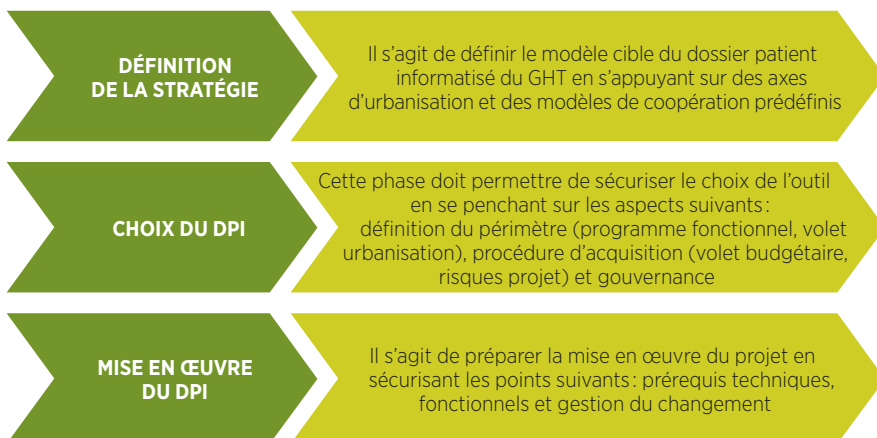 DÉFINITION
DE LA STRATÉGIE
Il s’agit de définir le modèle cible du dossier patient
informatisé du GHT en s’appuyant sur des axes
d’urbanisation et des modèles de coopération prédéfinis
CHOIX DU DPI
Cette phase doit permettre de sécuriser le choix de l’outil
en se penchant sur les aspects suivants :
définition du périmètre (programme fonctionnel, volet
urbanisation), procédure d’acquisition (volet budgétaire,
risques projet) et gouvernance
MISE EN ŒUVRE
DU DPI
Il s’agit de préparer la mise en œuvre du projet en
sécurisant les points suivants : prérequis techniques,
fonctionnels et gestion du changement